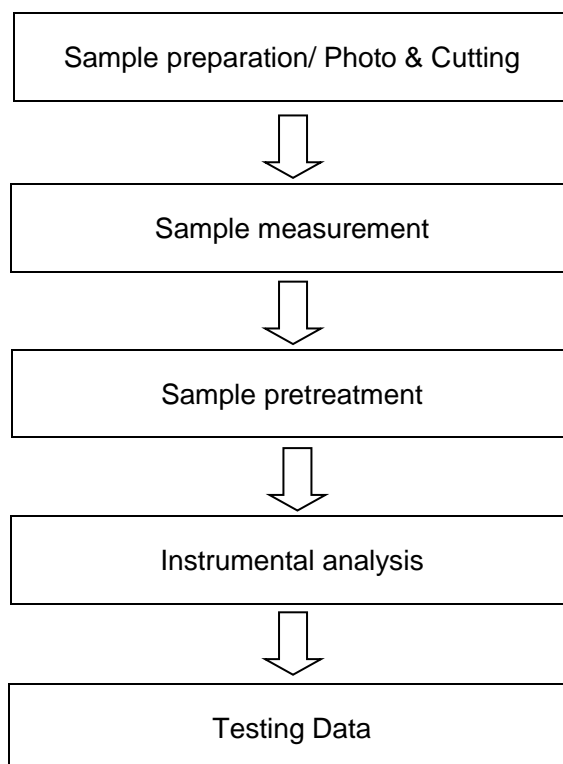 Sample preparation/ Photo & Cutting
Sample measurement
Sample pretreatment
Instrumental analysis
Testing Data